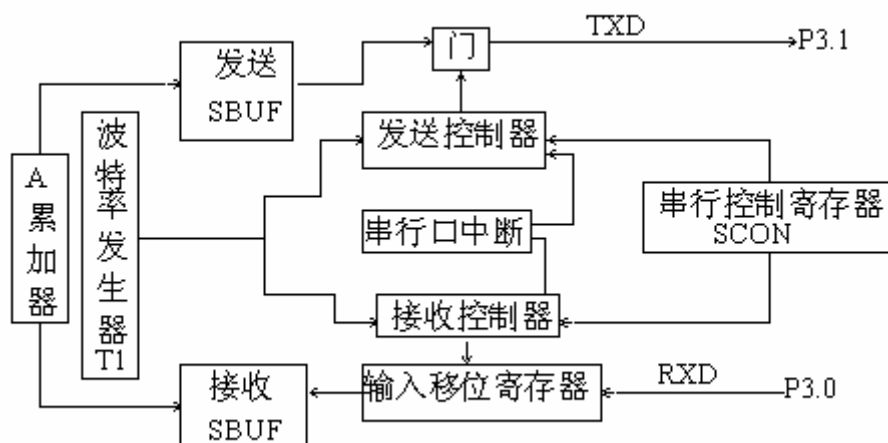 TXD
P3.1
门
发送
SBUF
波特率发生器
T1
A
累加器
发送控制器
串行口中断
串行控制寄存器
SCON
接收控制器
输入移位寄存器
RXD
P3.0
接收
SBUF